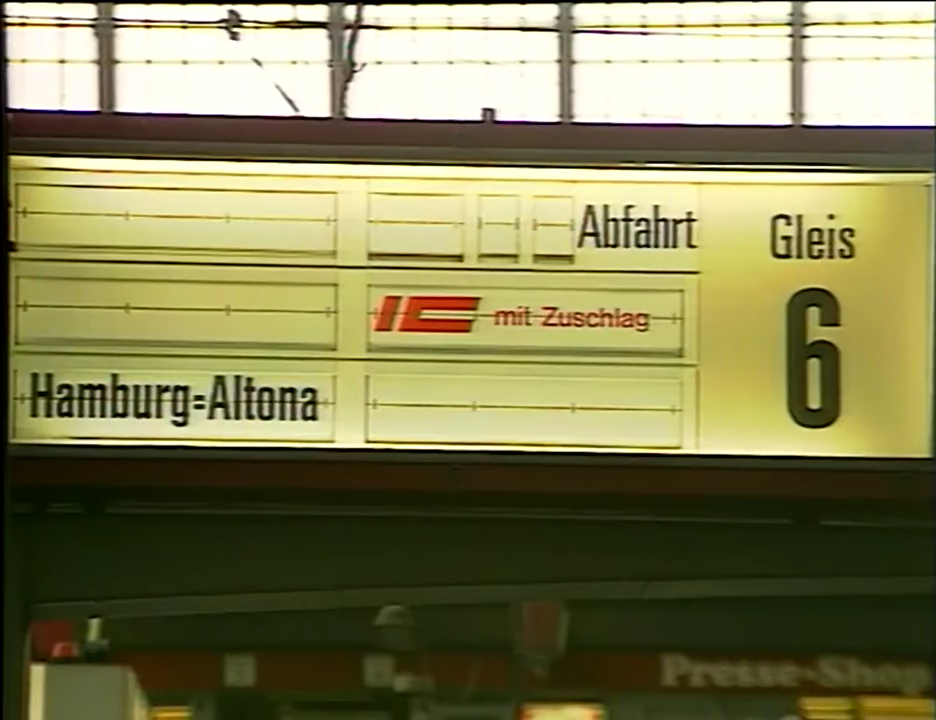 Abfahrt
Gleis
6
IC mit Zuschlag
Hamburg=Altona
Presse-Shop